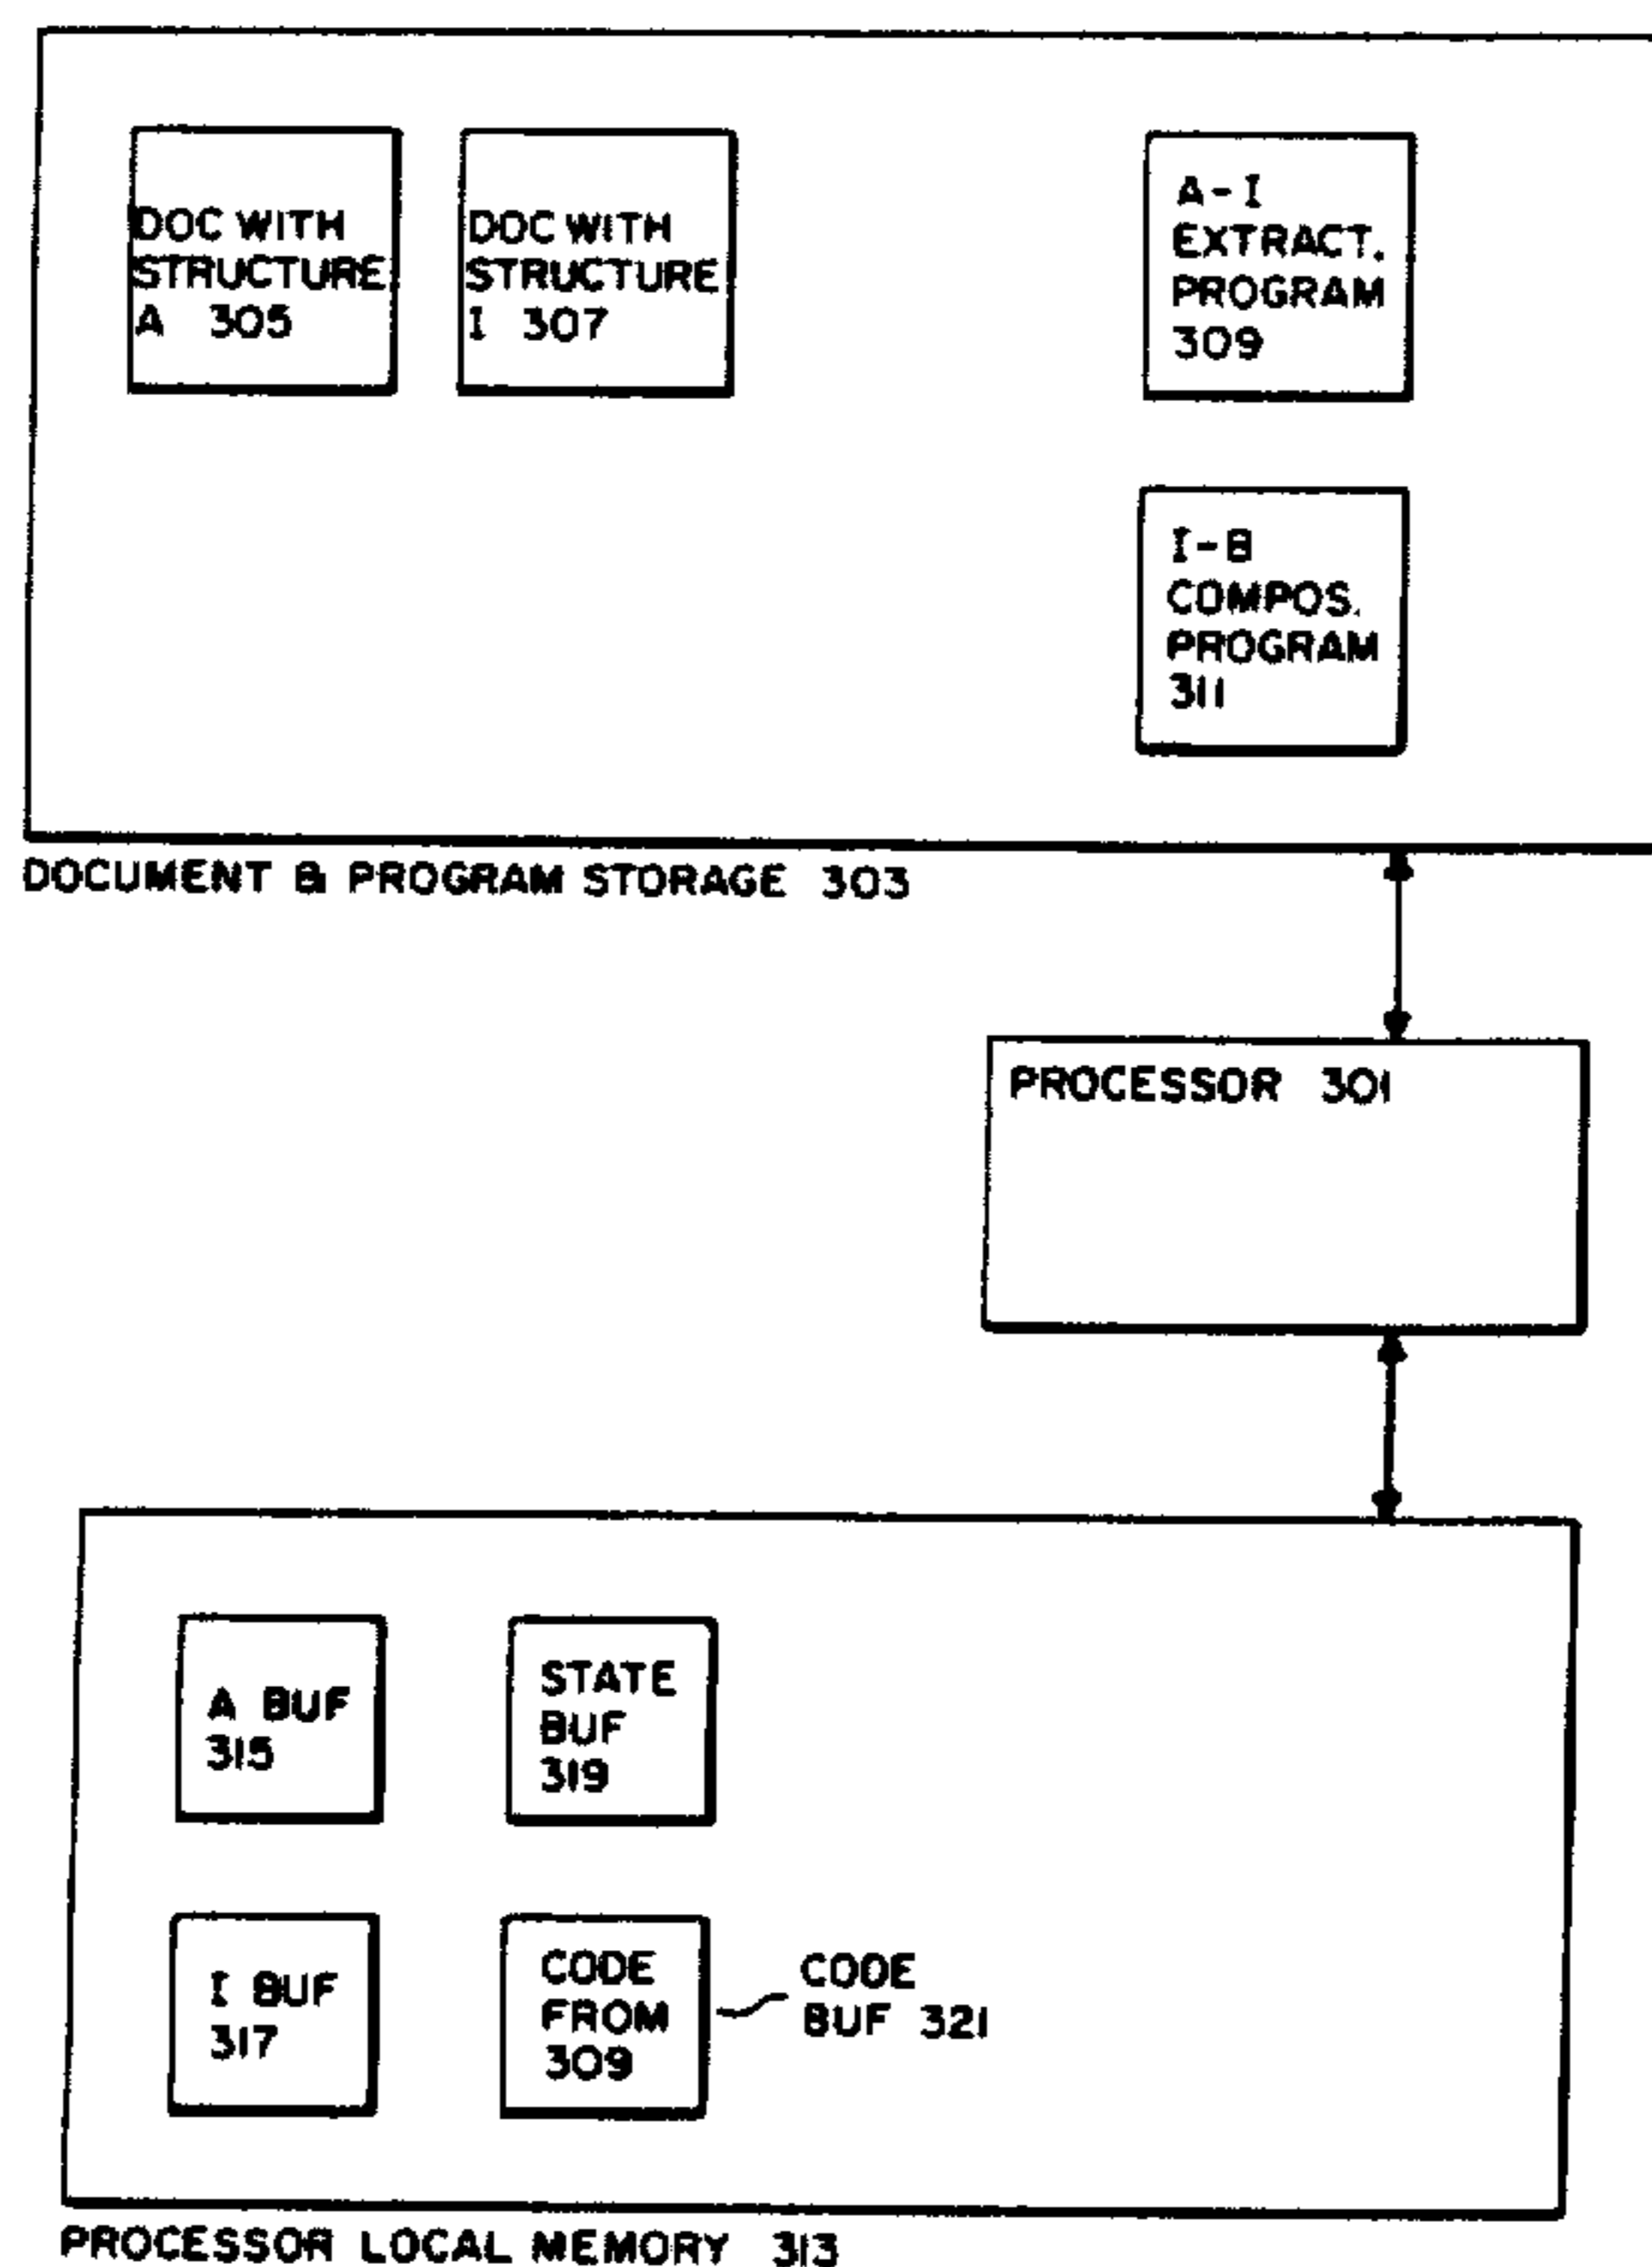 DOC WITH
STRUCTURE
A 305
DOC WITH
STRUCTURE
I 307
A-I
EXTRACT.
PROGRAM
309
I-B
COMPOS.
PROGRAM
311
DOCUMENT & PROGRAM STORAGE 303
PROCESSOR 301
A BUF
315
STATE
BUF
319
I BUF
317
CODE
FROM
309
CODE
BUF 321
PROCESSOR LOCAL MEMORY 313